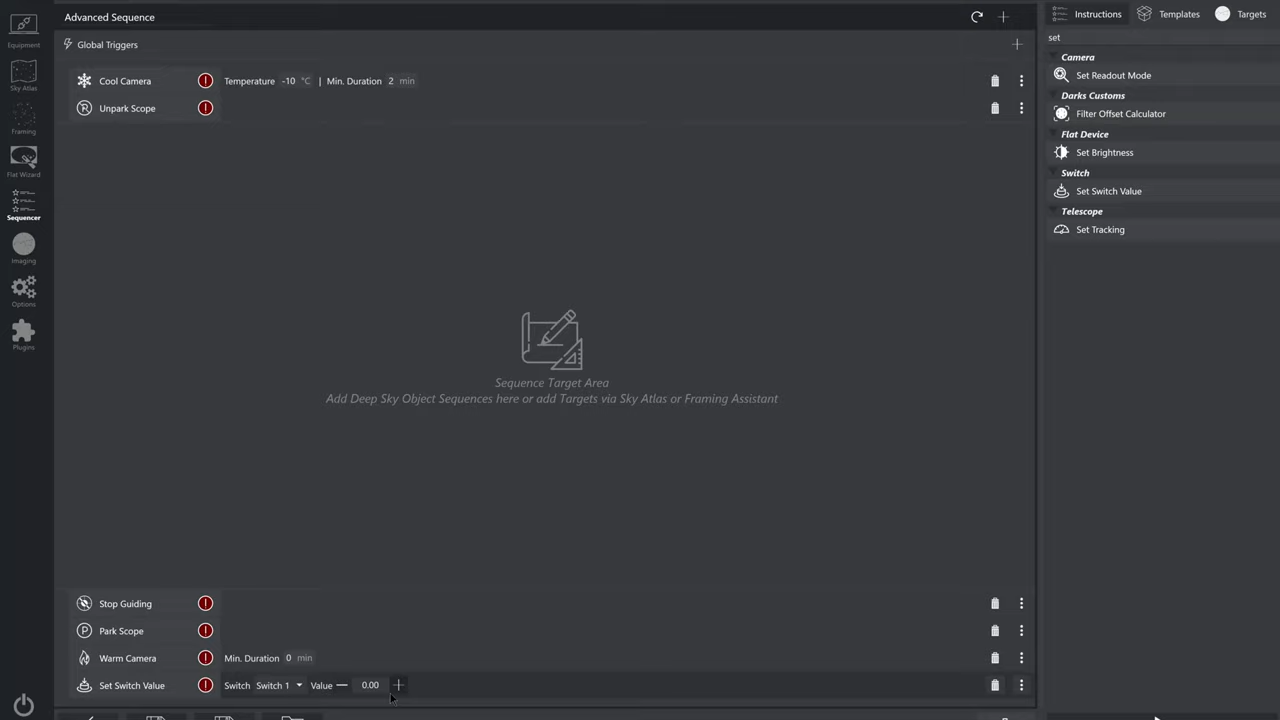 Advanced Sequence
Instructions
Templates
Targets
Equipment
Global Triggers
set
Camera
Set Readout Mode
Darks Customs
Filter Offset Calculator
Flat Device
Set Brightness
Switch
Set Switch Value
Telescope
Set Tracking
Sky Atlas
Framing
Flat Wizard
Sequencer
Imaging
Options
Plugins
Cool Camera ! Temperature -10 °C | Min. Duration 2 min
Unpark Scope !
Sequence Target Area
Add Deep Sky Object Sequences here or add Targets via Sky Atlas or Framing Assistant
Stop Guiding !
Park Scope !
Warm Camera ! Min. Duration 0 min
Set Switch Value ! Switch Switch 1 Value 0.00